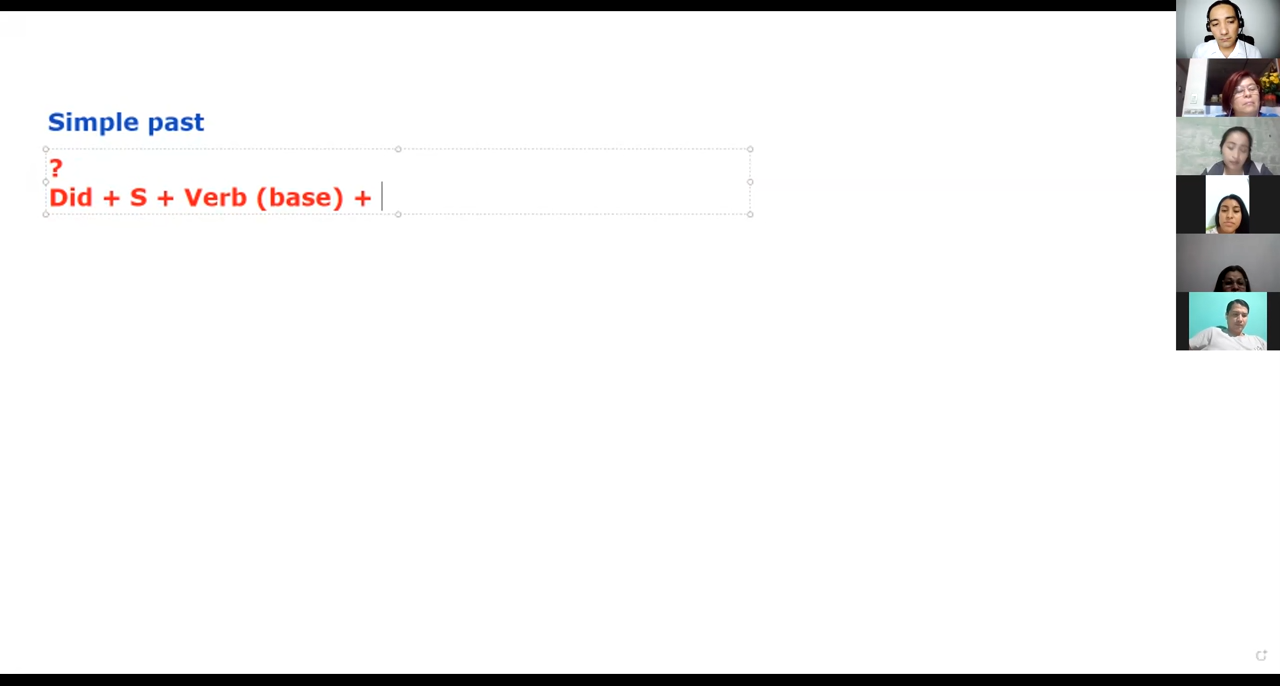 Simple past
?
Did + S + Verb (base) +